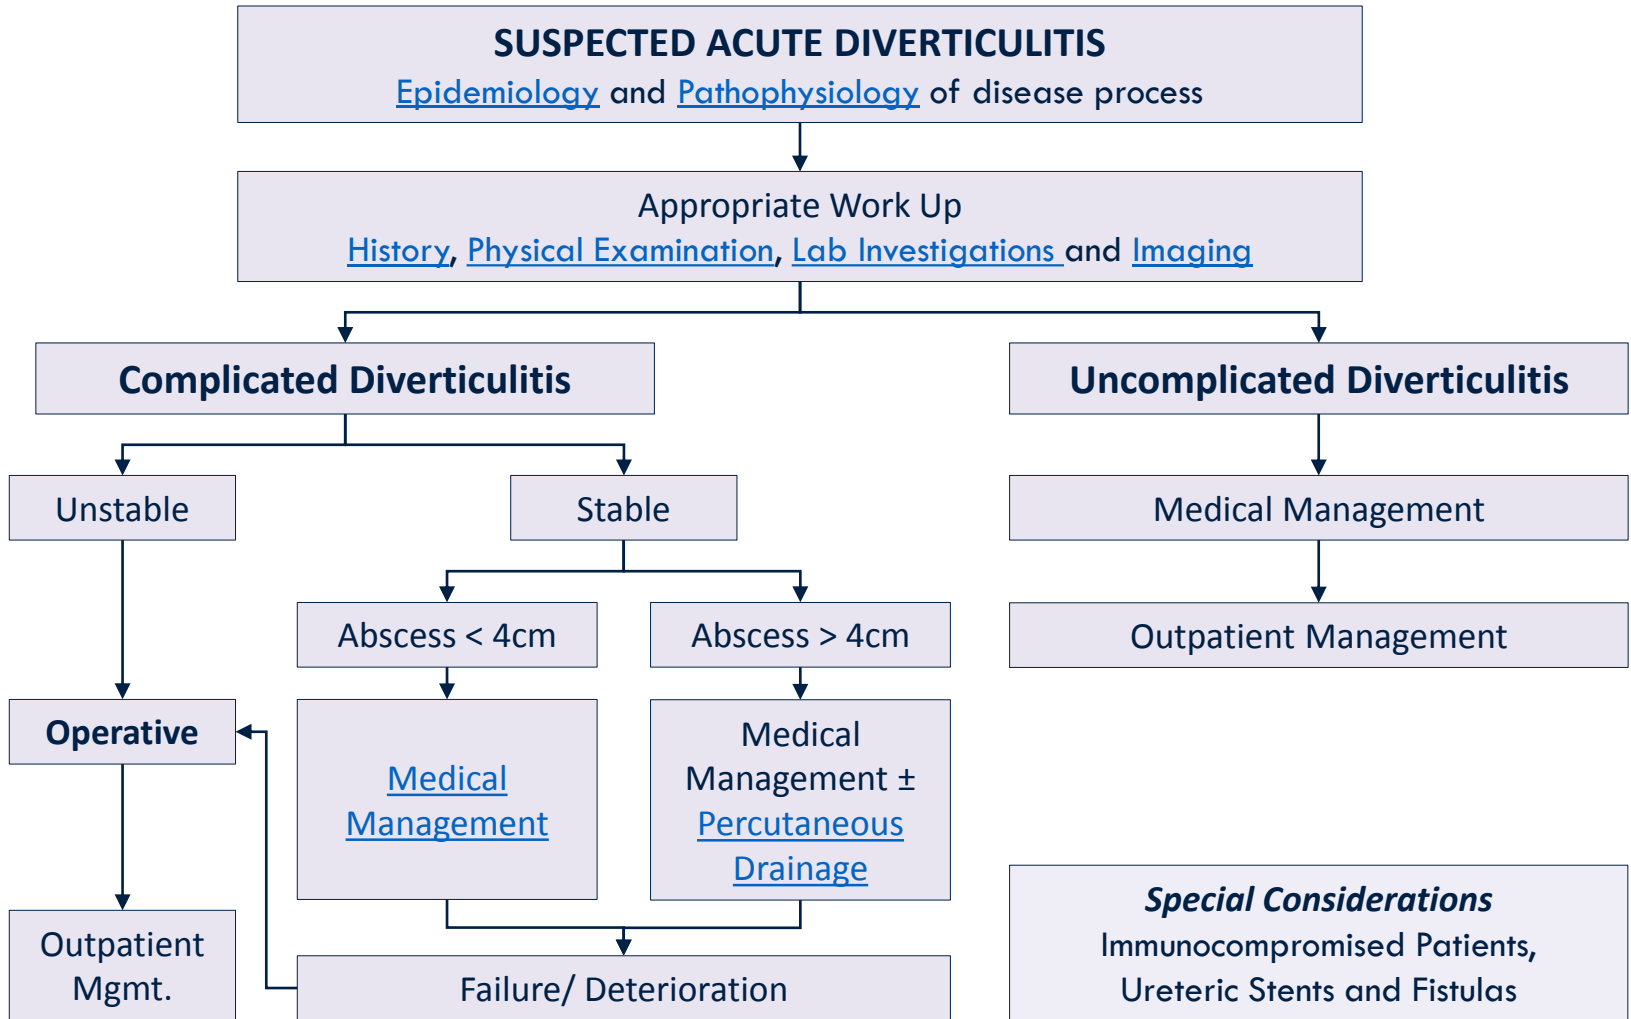 SUSPECTED ACUTE DIVERTICULITIS
Epidemiology and Pathophysiology of disease process
Appropriate Work Up
History, Physical Examination, Lab Investigations and Imaging
Complicated Diverticulitis
Uncomplicated Diverticulitis
Unstable
Stable
Medical Management
Abscess < 4cm
Abscess > 4cm
Outpatient Management
Operative
Medical
Management
Medical
Management ±
Percutaneous
Drainage
Outpatient
Mgmt.
Failure/ Deterioration
Special Considerations
Immunocompromised Patients,
Ureteric Stents and Fistulas